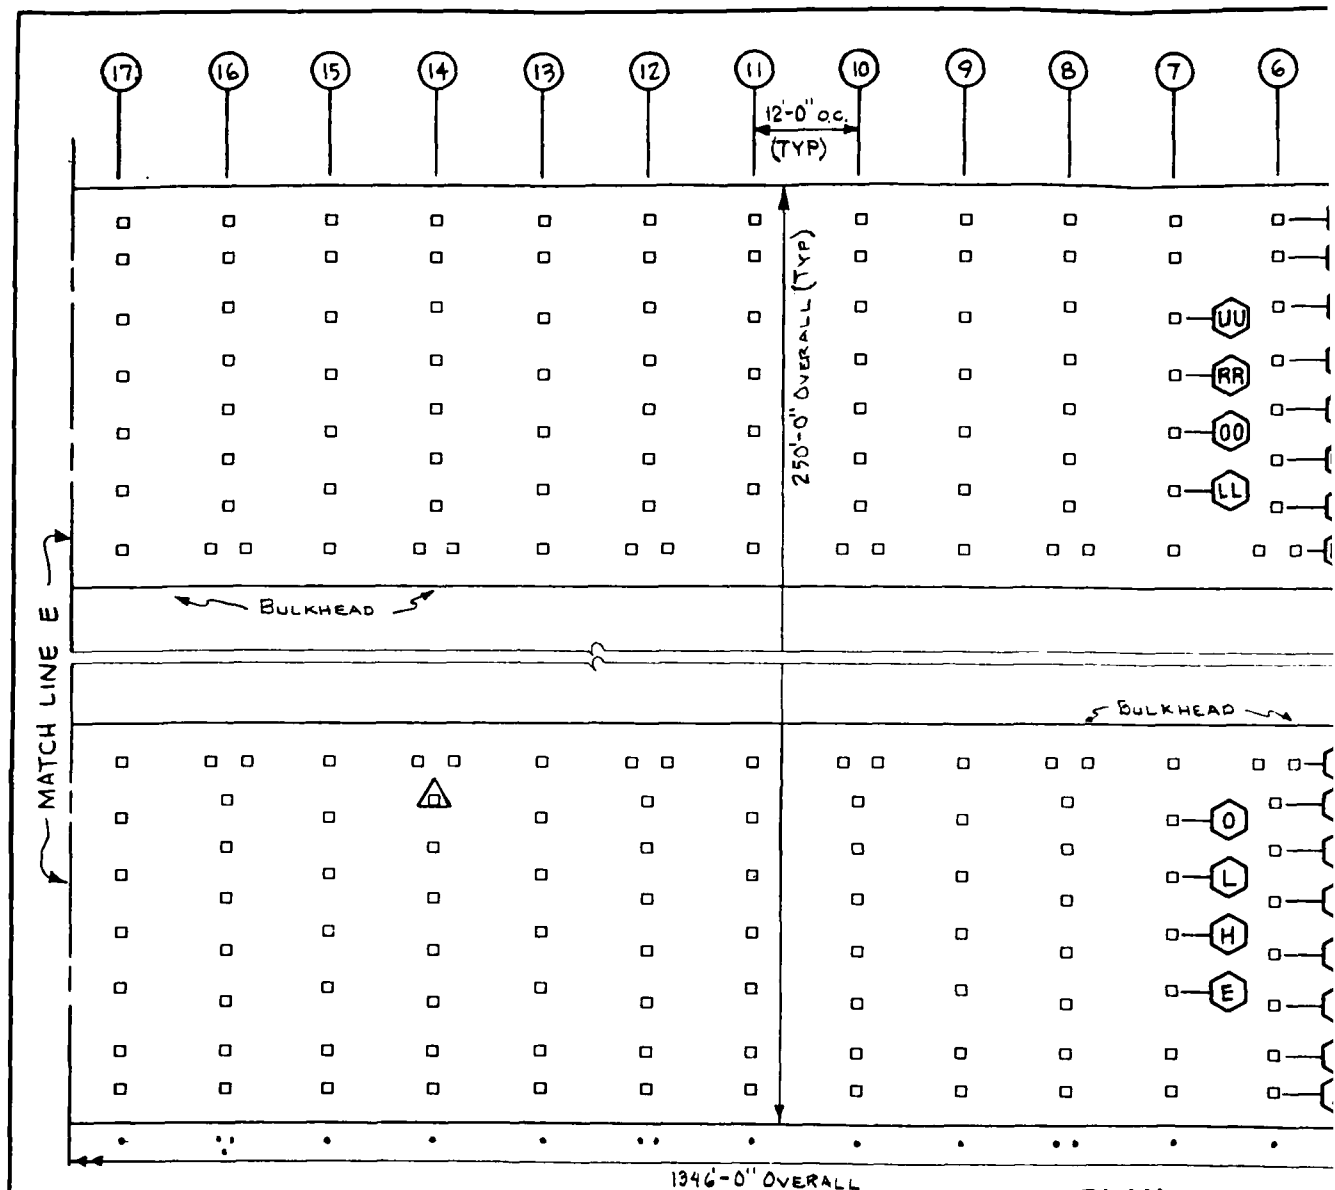 17 16 15 14 13 12 11 10 9 8 7 6
12'-0" o.c.
(TYP)
250'-0" OVERALL (TYP)
UU
RR
OO
LL
MATCH LINE E
BULKHEAD
BULKHEAD
O
L
H
E
1346'-0" OVERALL